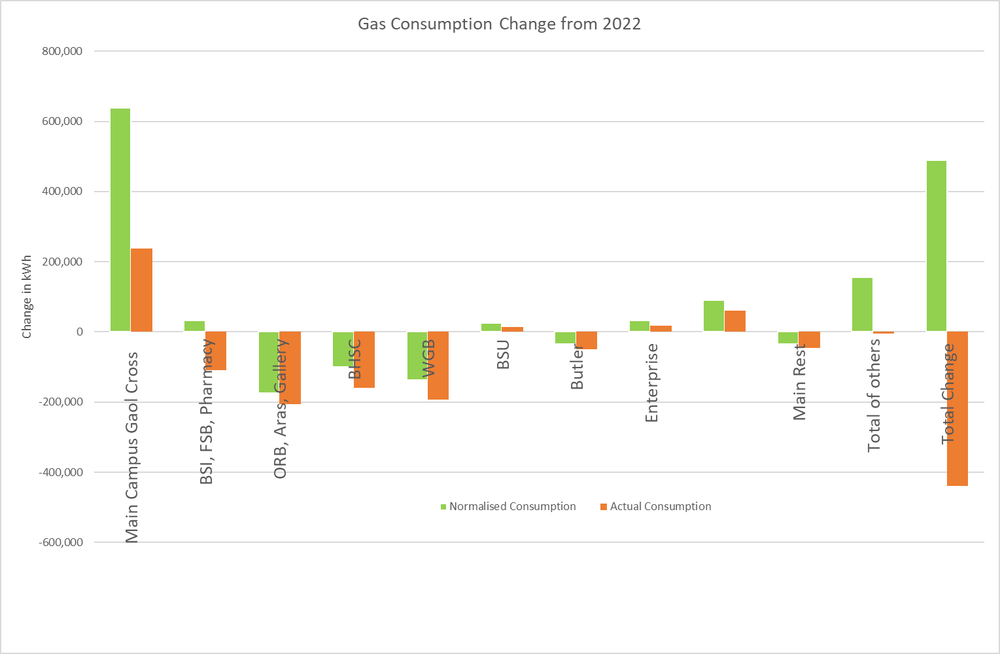 Gas Consumption Change from 2022
800,000
600,000
400,000
200,000
0
-200,000
-400,000
-600,000
Change in kWh
Main Campus Gaol Cross
BSI, FSB, Pharmacy
ORB, Aras, Gallery
BHSC
WGB
BSU
Butler
Enterprise
Main Rest
Total of others
Total Change
Normalised Consumption
Actual Consumption